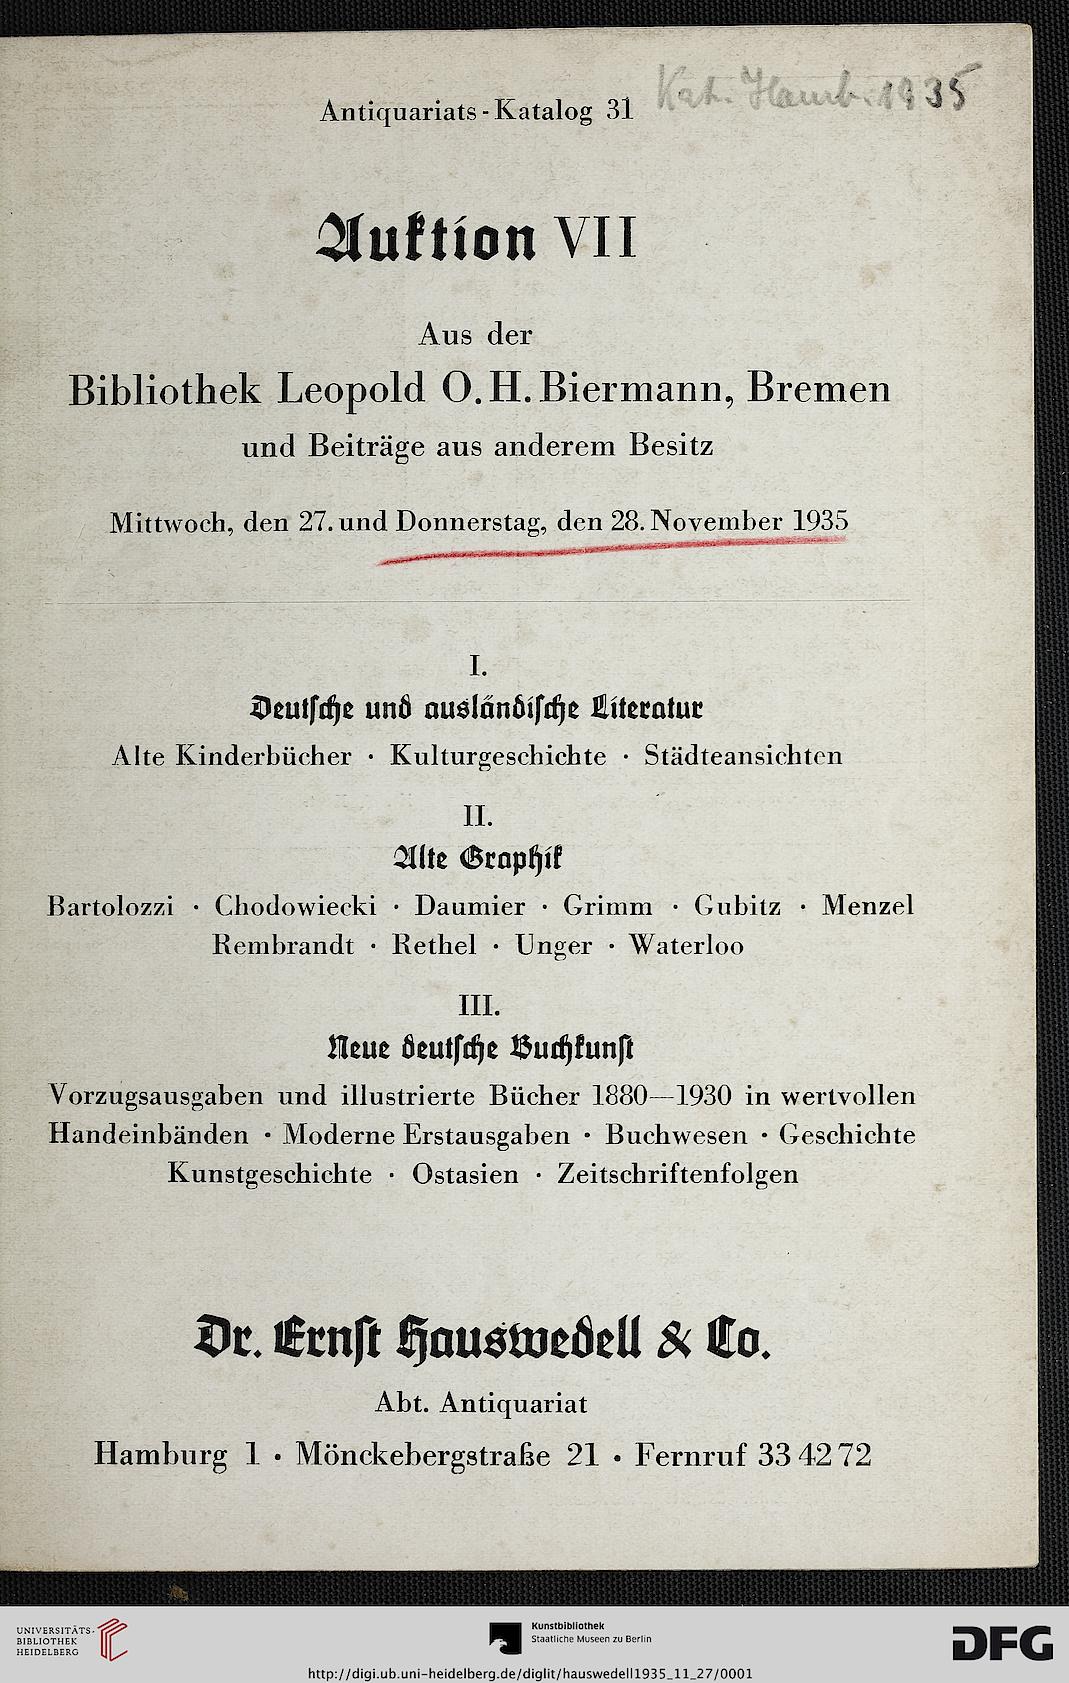 Kat. Hamb. 1935
Antiquariats-Katalog 31
Auktion VII
Aus der
Bibliothek Leopold O. H. Biermann, Bremen
und Beiträge aus anderem Besitz
Mittwoch, den 27. und Donnerstag, den 28. November 1935
I.
Deutsche und ausländische Literatur
Alte Kinderbücher · Kulturgeschichte · Städteansichten
II.
Alte Graphik
Bartolozzi · Chodowiecki · Daumier · Grimm · Gubitz · Menzel
Rembrandt · Rethel · Unger · Waterloo
III.
Neue deutsche Buchkunst
Vorzugsausgaben und illustrierte Bücher 1880—1930 in wertvollen
Handeinbänden · Moderne Erstausgaben · Buchwesen · Geschichte
Kunstgeschichte · Ostasien · Zeitschriftenfolgen
Dr. Ernst Hauswedell & Co.
Abt. Antiquariat
Hamburg 1 · Mönckebergstraße 21 · Fernruf 33 42 72
UNIVERSITÄTS-
BIBLIOTHEK
HEIDELBERG
Kunstbibliothek
Staatliche Museen zu Berlin
DFG
http://digi.ub.uni-heidelberg.de/diglit/hauswedell1935_11_27/0001